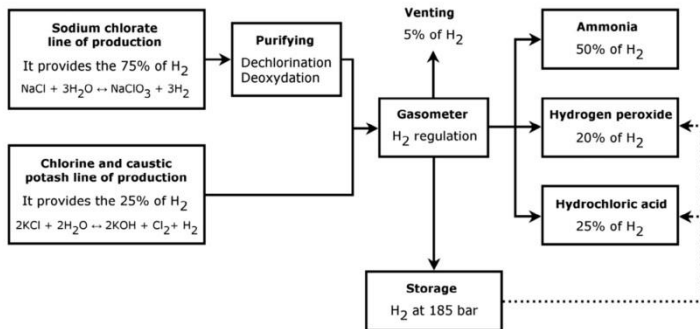 Sodium chlorate
line of production
It provides the 75% of H₂
NaCl + 3H₂O ↔ NaClO₃ + 3H₂
Purifying
Dechlorination
Deoxydation
Chlorine and caustic
potash line of production
It provides the 25% of H₂
2KCl + 2H₂O ↔ 2KOH + Cl₂+ H₂
Venting
5% of H₂
Gasometer
H₂ regulation
Storage
H₂ at 185 bar
Ammonia
50% of H₂
Hydrogen peroxide
20% of H₂
Hydrochloric acid
25% of H₂